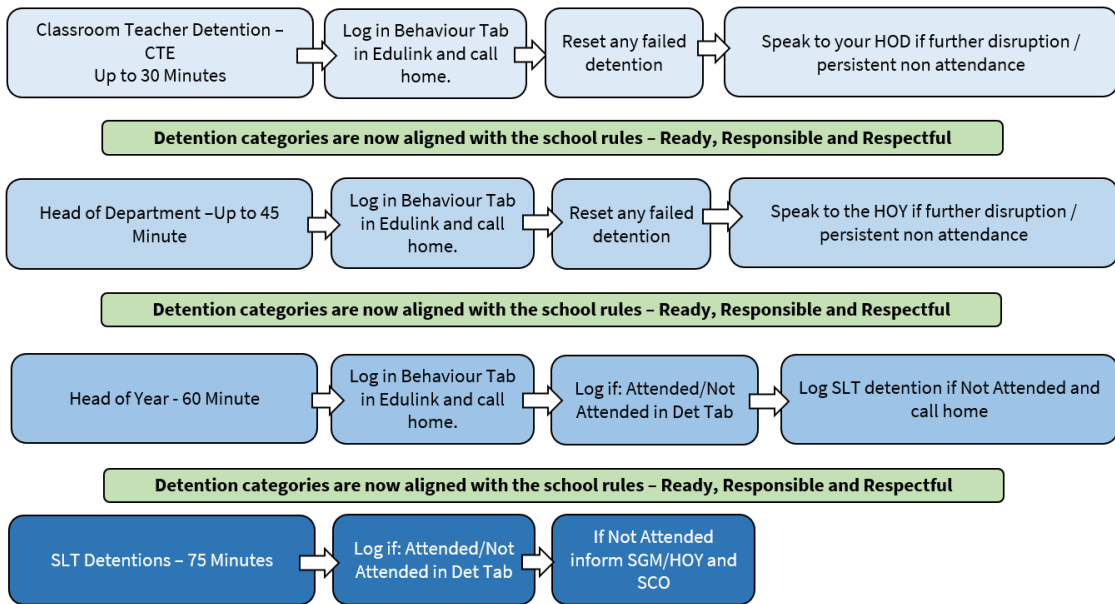 Classroom Teacher Detention –
CTE
Up to 30 Minutes
Log in Behaviour Tab
in Edulink and call
home.
Reset any failed
detention
Speak to your HOD if further disruption /
persistent non attendance
Detention categories are now aligned with the school rules – Ready, Responsible and Respectful
Head of Department –Up to 45
Minute
Log in Behaviour Tab
in Edulink and call
home.
Reset any failed
detention
Speak to the HOY if further disruption /
persistent non attendance
Detention categories are now aligned with the school rules – Ready, Responsible and Respectful
Head of Year - 60 Minute
Log in Behaviour Tab
in Edulink and call
home.
Log if: Attended/Not
Attended in Det Tab
Log SLT detention if Not Attended and
call home
Detention categories are now aligned with the school rules – Ready, Responsible and Respectful
SLT Detentions – 75 Minutes
Log if: Attended/Not
Attended in Det Tab
If Not Attended
inform SGM/HOY and
SCO